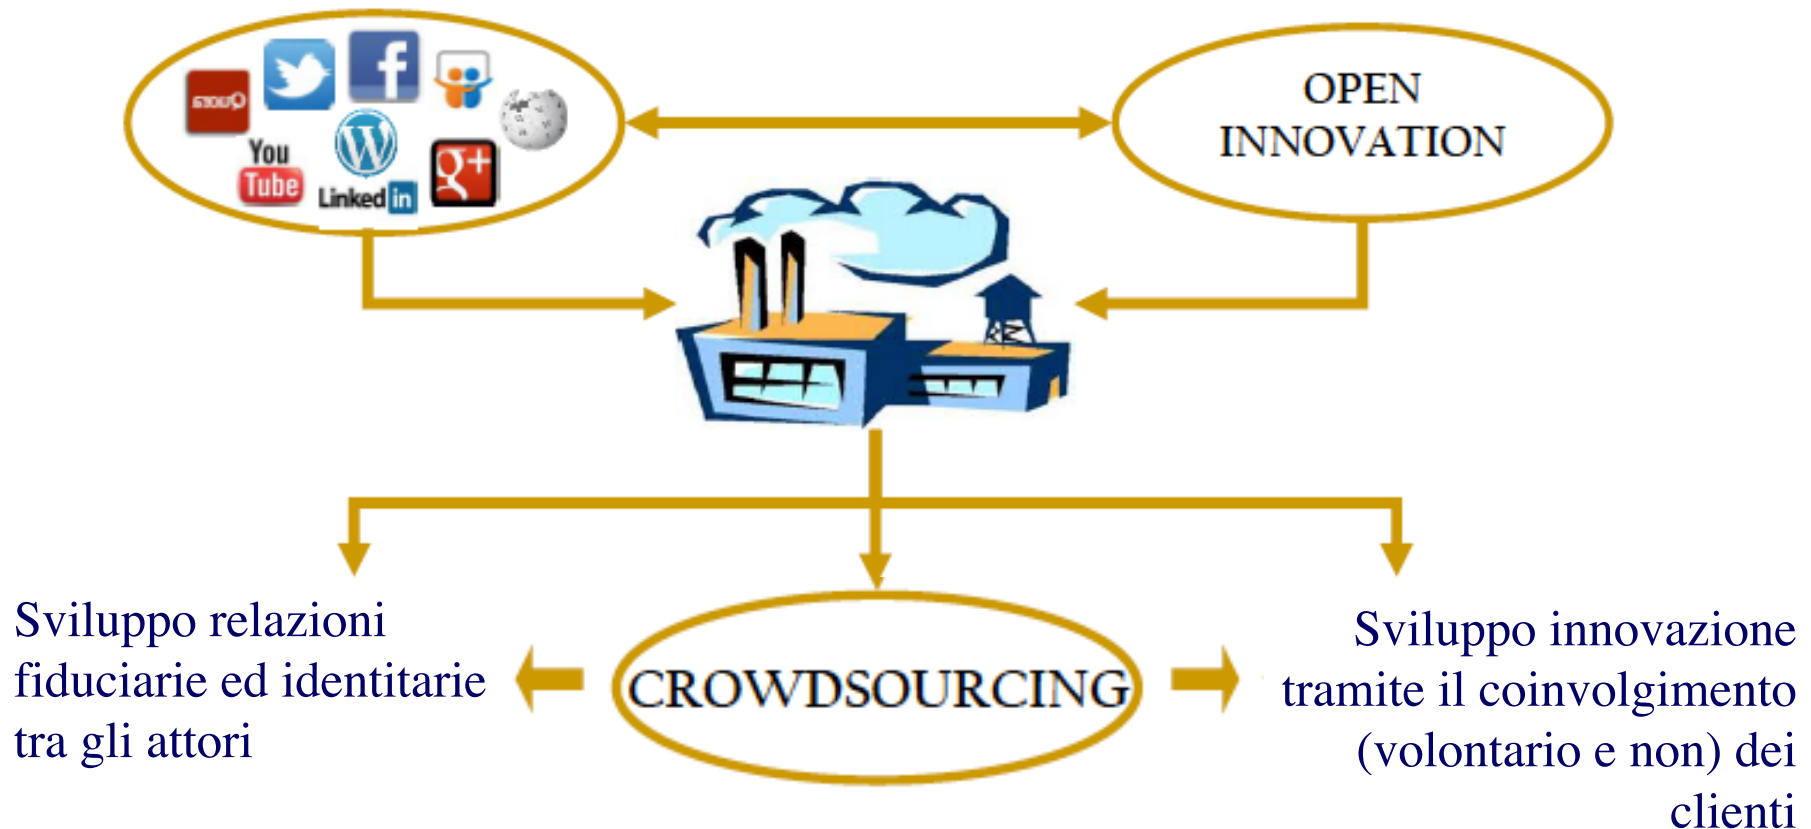 Quora
f
W
g+
You
Tube
Linked in
OPEN
INNOVATION
Sviluppo relazioni
fiduciarie ed identitarie
tra gli attori
CROWDSOURCING
Sviluppo innovazione
tramite il coinvolgimento
(volontario e non) dei
clienti